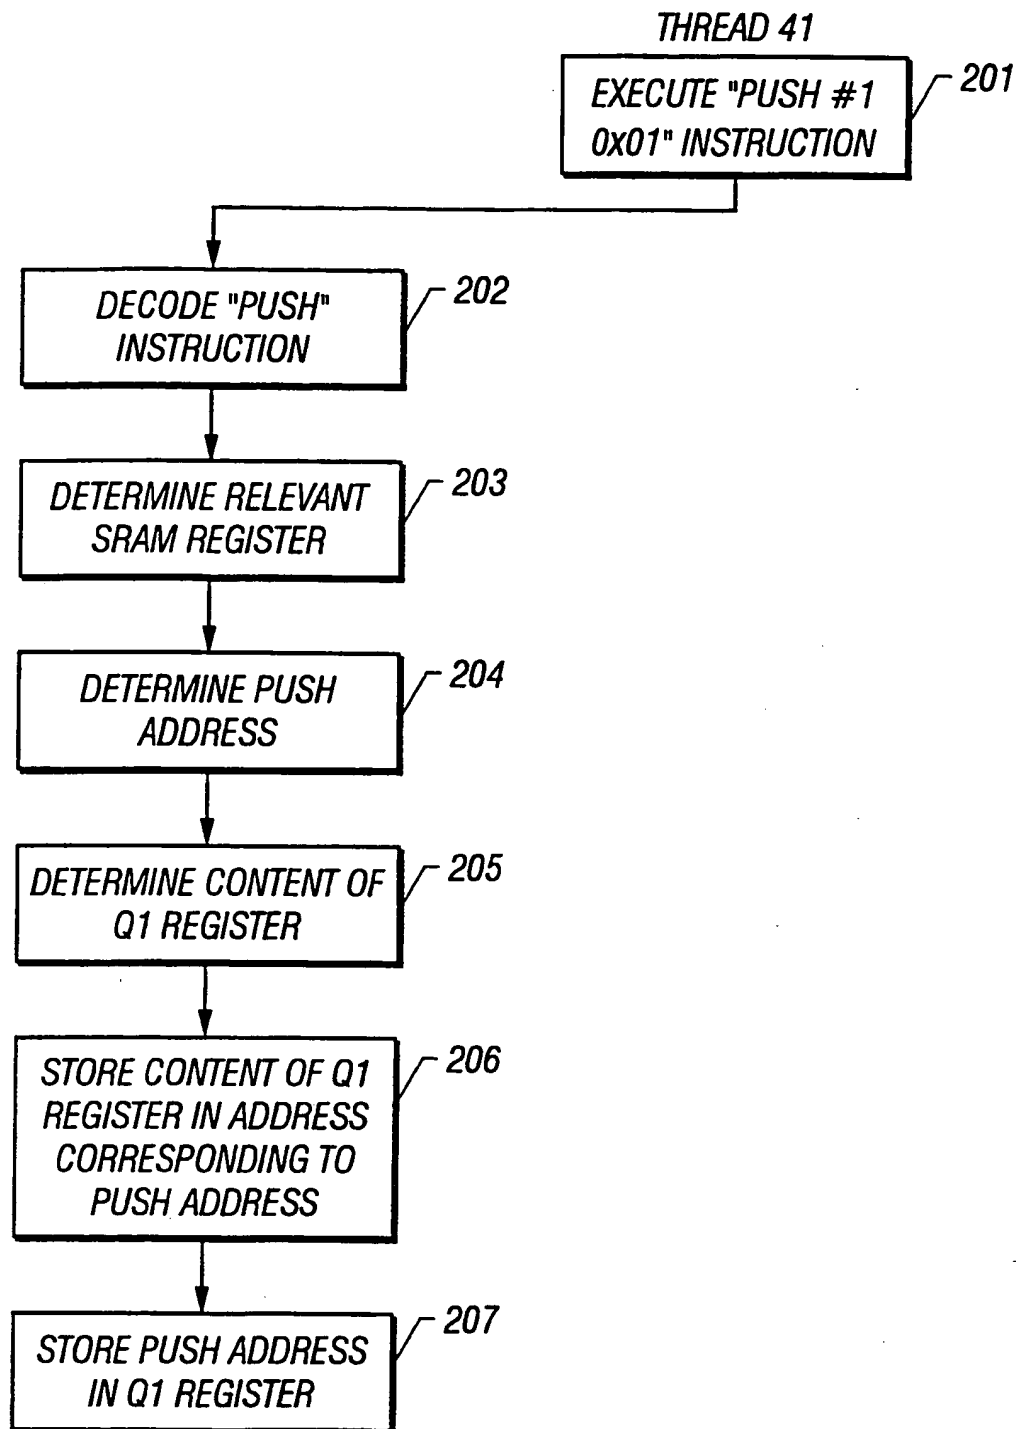 THREAD 41
EXECUTE "PUSH #1
0X01" INSTRUCTION
201
DECODE "PUSH"
INSTRUCTION
202
DETERMINE RELEVANT
SRAM REGISTER
203
DETERMINE PUSH
ADDRESS
204
DETERMINE CONTENT OF
Q1 REGISTER
205
STORE CONTENT OF Q1
REGISTER IN ADDRESS
CORRESPONDING TO
PUSH ADDRESS
206
STORE PUSH ADDRESS
IN Q1 REGISTER
207